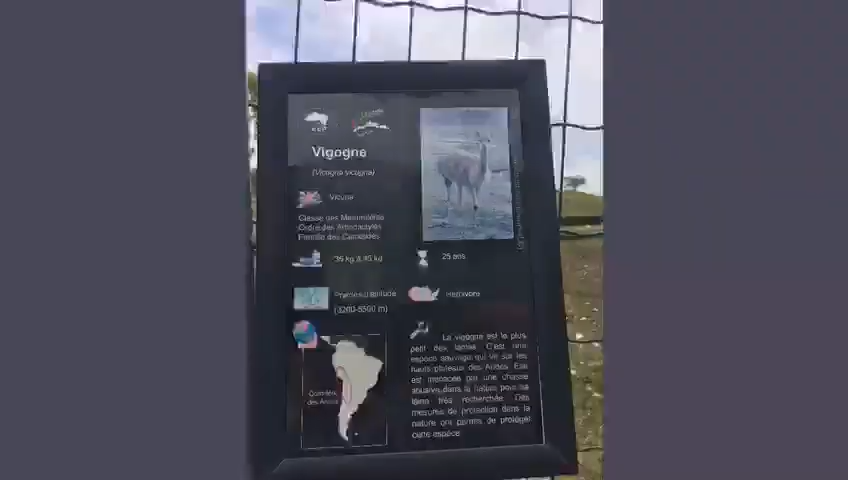 Vigogne
(Vicugna vicugna)
Vicuna
Classe des Mammifères
Ordre des Artiodactyles
Famille des Camélidés
35 kg à 45 kg
25 ans
Prairies d'altitude
(3200-5500 m)
Herbivore
Cordillère
des Andes
La vigogne est le plus
petit des lamas. C'est une
espèce sauvage qui vit sur les
hauts plateaux des Andes. Elle
est menacée par une chasse
abusive dans la nature pour sa
laine très recherchée. Des
mesures de protection dans la
nature ont permis de protéger
cette espèce.